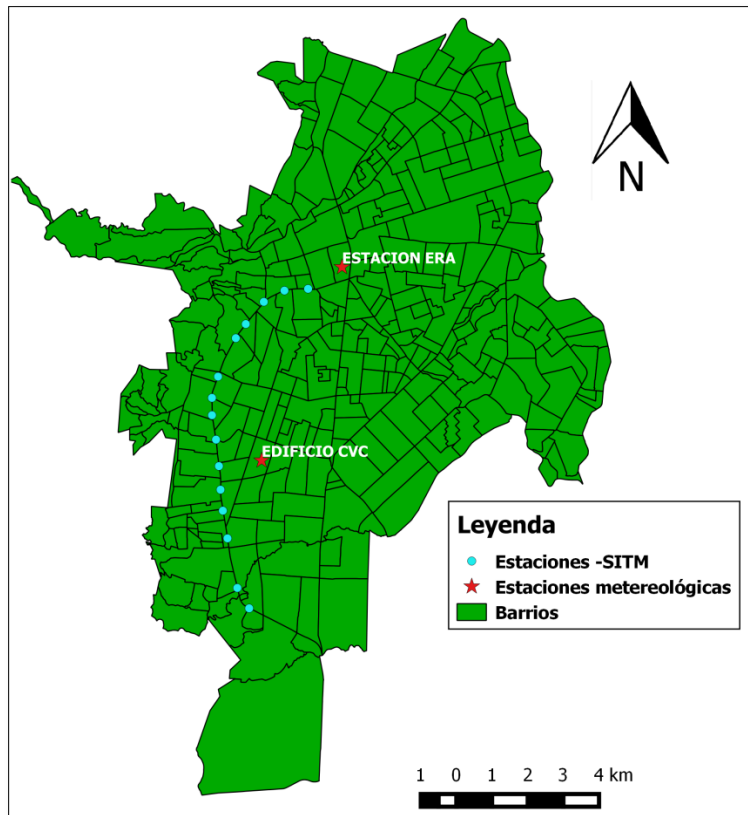 N
ESTACION ERA
EDIFICIO CVC
Leyenda
Estaciones -SITM
Estaciones metereológicas
Barrios
1 0 1 2 3 4 km